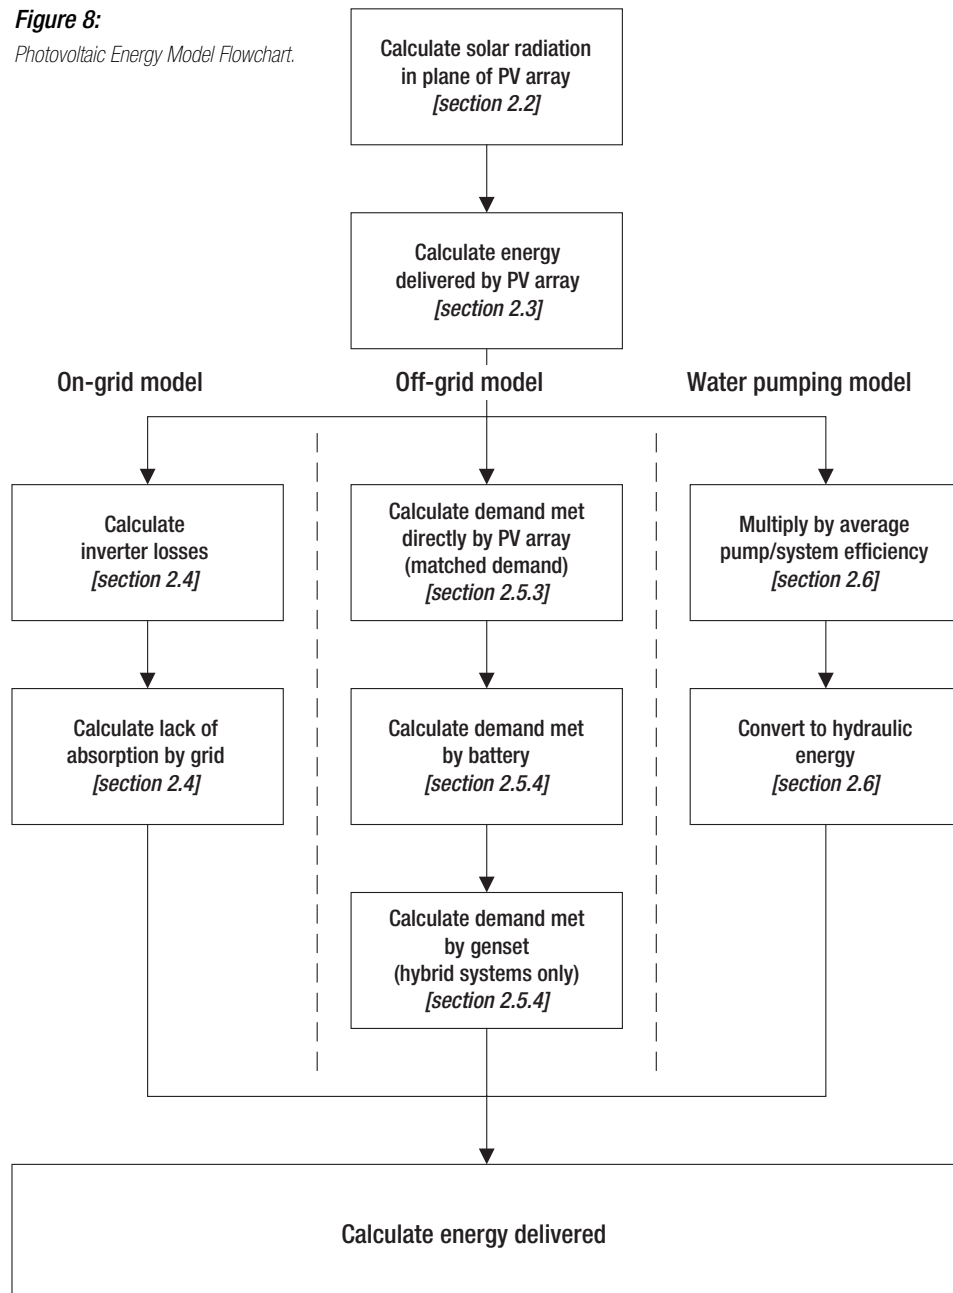 Figure 8:
Photovoltaic Energy Model Flowchart.
Calculate solar radiation
in plane of PV array
[section 2.2]
Calculate energy
delivered by PV array
[section 2.3]
On-grid model
Off-grid model
Water pumping model
Calculate
inverter losses
[section 2.4]
Calculate demand met
directly by PV array
(matched demand)
[section 2.5.3]
Multiply by average
pump/system efficiency
[section 2.6]
Calculate lack of
absorption by grid
[section 2.4]
Calculate demand met
by battery
[section 2.5.4]
Convert to hydraulic
energy
[section 2.6]
Calculate demand met
by genset
(hybrid systems only)
[section 2.5.4]
Calculate energy delivered